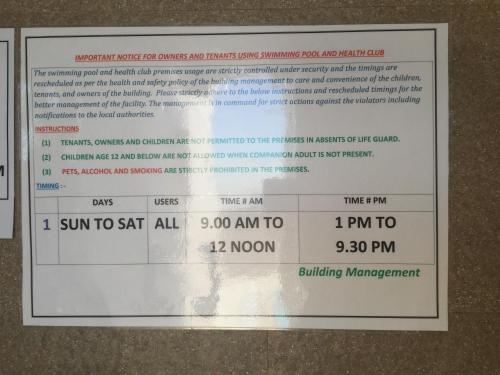 IMPORTANT NOTICE FOR OWNERS AND TENANTS USING SWIMMING POOL AND HEALTH CLUB
The swimming pool and health club premises usage are strictly controlled under security and the timings are
rescheduled as per the health and safety policy of the building management to care and convenience of the children,
tenants, and owners of the building. Please strictly adhere to the below instructions and rescheduled timings for the
better management of the facility. The management is in command for strict actions against the violators including
notifications to the local authorities.
INSTRUCTIONS
(1) TENANTS, OWNERS AND CHILDREN ARE NOT PERMITTED TO THE PREMISES IN ABSENTS OF LIFE GUARD.
(2) CHILDREN AGE 12 AND BELOW ARE NOT ALLOWED WHEN COMPANION ADULT IS NOT PRESENT.
(3) PETS, ALCOHOL AND SMOKING ARE STRICTLY PROHIBITED IN THE PREMISES.
TIMING :-
DAYS USERS TIME # AM TIME # PM
1 SUN TO SAT ALL 9.00 AM TO 1 PM TO
12 NOON 9.30 PM
Building Management
M